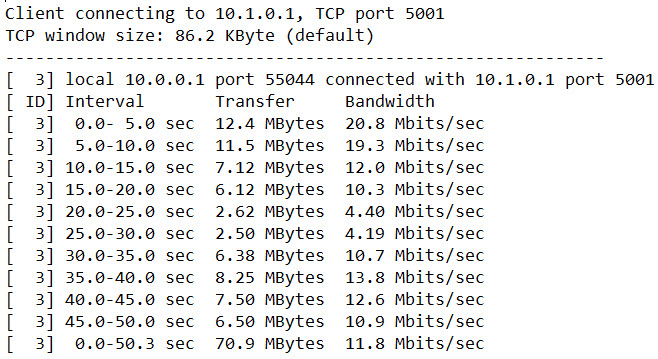 Client connecting to 10.1.0.1, TCP port 5001
TCP window size: 86.2 KByte (default)
------------------------------------------------------------
[  3] local 10.0.0.1 port 55044 connected with 10.1.0.1 port 5001
[ ID] Interval       Transfer     Bandwidth
[  3]  0.0- 5.0 sec  12.4 MBytes  20.8 Mbits/sec
[  3]  5.0-10.0 sec  11.5 MBytes  19.3 Mbits/sec
[  3] 10.0-15.0 sec  7.12 MBytes  12.0 Mbits/sec
[  3] 15.0-20.0 sec  6.12 MBytes  10.3 Mbits/sec
[  3] 20.0-25.0 sec  2.62 MBytes  4.40 Mbits/sec
[  3] 25.0-30.0 sec  2.50 MBytes  4.19 Mbits/sec
[  3] 30.0-35.0 sec  6.38 MBytes  10.7 Mbits/sec
[  3] 35.0-40.0 sec  8.25 MBytes  13.8 Mbits/sec
[  3] 40.0-45.0 sec  7.50 MBytes  12.6 Mbits/sec
[  3] 45.0-50.0 sec  6.50 MBytes  10.9 Mbits/sec
[  3]  0.0-50.3 sec  70.9 MBytes  11.8 Mbits/sec